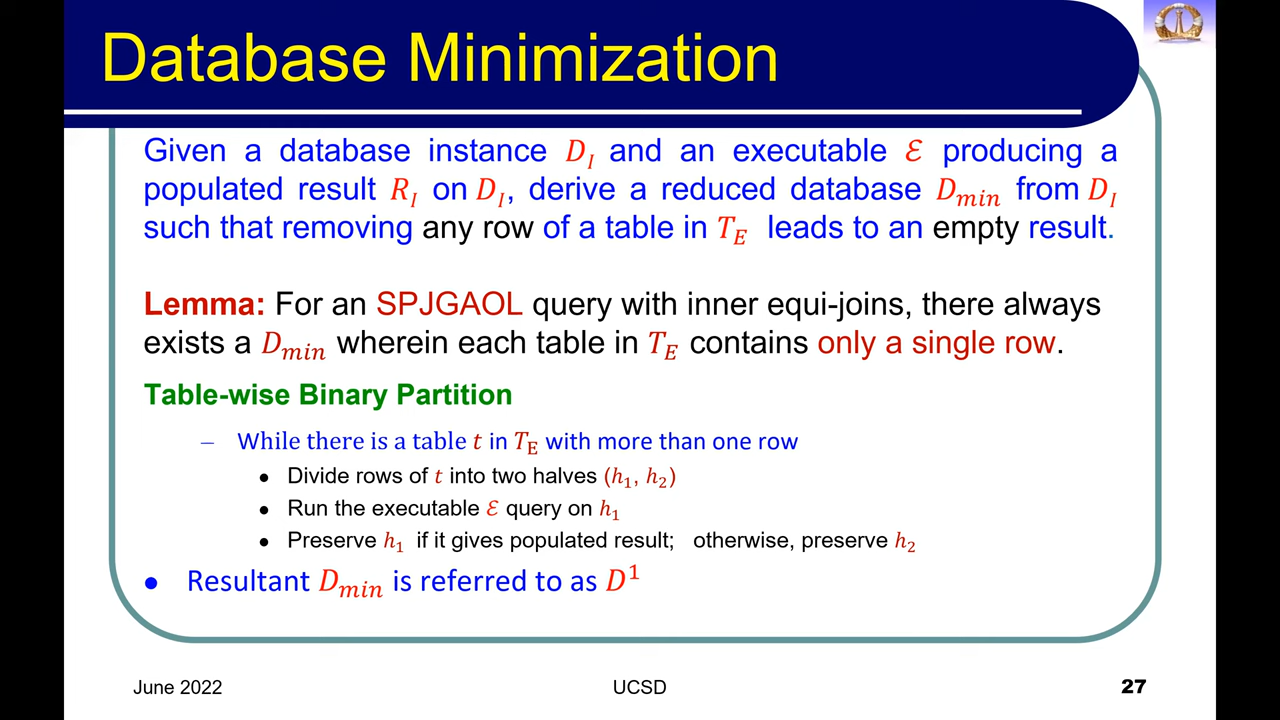 Database Minimization
Given a database instance D_I and an executable ℰ producing a
populated result R_I on D_I, derive a reduced database D_min from D_I
such that removing any row of a table in T_E leads to an empty result.
Lemma: For an SPJGAOL query with inner equi-joins, there always
exists a D_min wherein each table in T_E contains only a single row.
Table-wise Binary Partition
– While there is a table t in T_E with more than one row
● Divide rows of t into two halves (h_1, h_2)
● Run the executable ℰ query on h_1
● Preserve h_1 if it gives populated result; otherwise, preserve h_2
● Resultant D_min is referred to as D^1
June 2022
UCSD
27